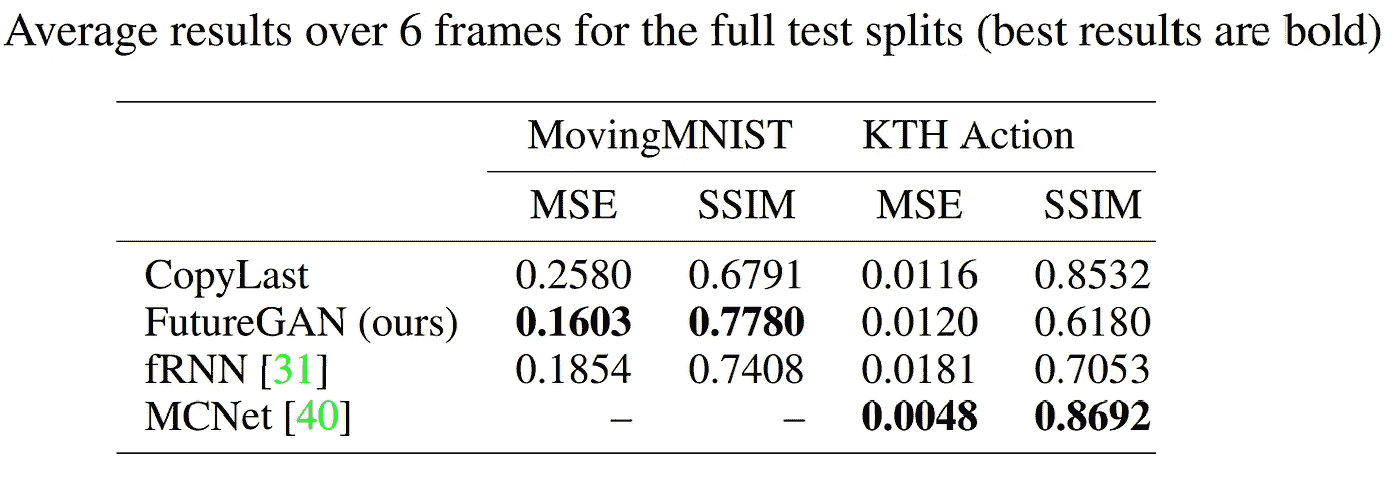 Average results over 6 frames for the full test splits (best results are bold)
MovingMNIST KTH Action
MSE SSIM MSE SSIM
CopyLast 0.2580 0.6791 0.0116 0.8532
FutureGAN (ours) 0.1603 0.7780 0.0120 0.6180
fRNN [31] 0.1854 0.7408 0.0181 0.7053
MCNet [40] – – 0.0048 0.8692